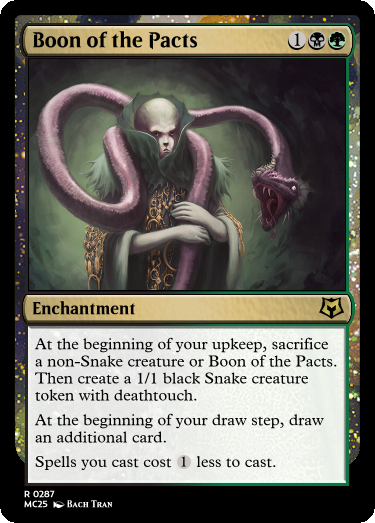 Boon of the Pacts 1
Enchantment
At the beginning of your upkeep, sacrifice
a non-Snake creature or Boon of the Pacts.
Then create a 1/1 black Snake creature
token with deathtouch.
At the beginning of your draw step, draw
an additional card.
Spells you cast cost 1 less to cast.
R 0287
MC25 Bach Tran